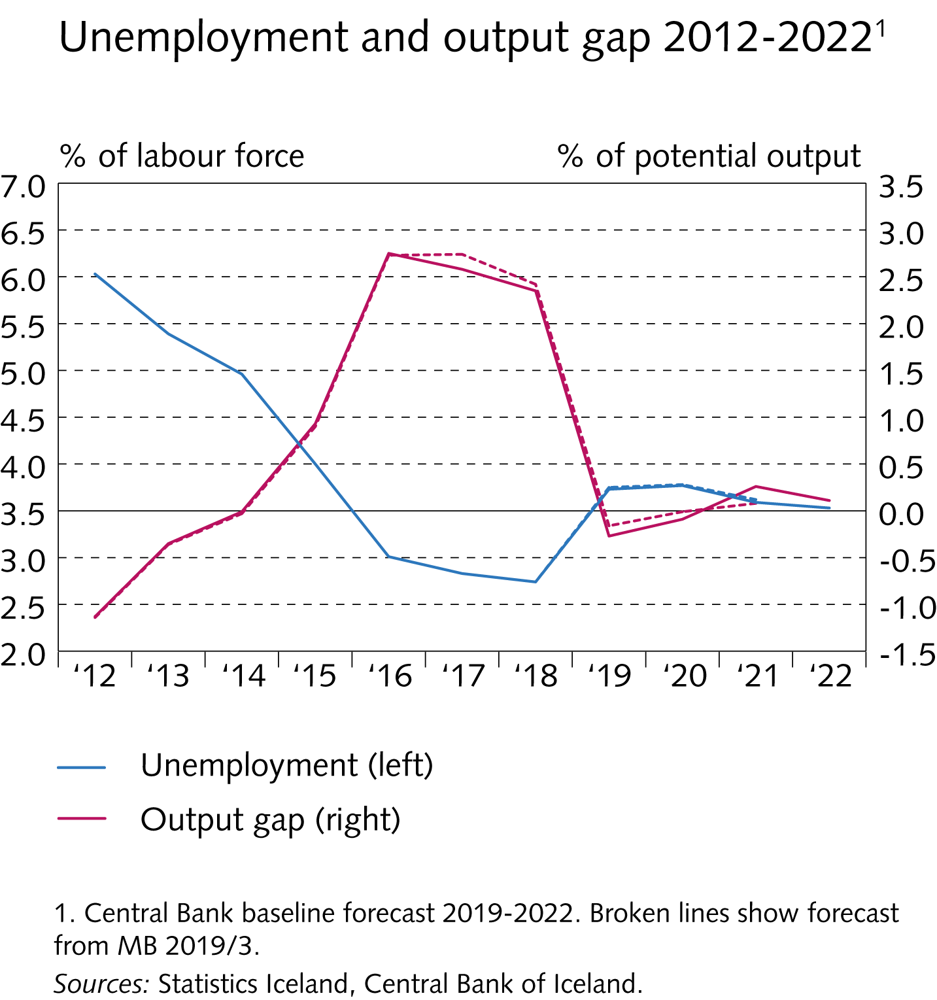 Unemployment and output gap 2012-2022¹
% of labour force
% of potential output
7.0 3.5
6.5 3.0
6.0 2.5
5.5 2.0
5.0 1.5
4.5 1.0
4.0 0.5
3.5 0.0
3.0 -0.5
2.5 -1.0
2.0 -1.5
‘12 ‘13 ‘14 ‘15 ‘16 ‘17 ‘18 ‘19 ‘20 ‘21 ‘22
Unemployment (left)
Output gap (right)
1. Central Bank baseline forecast 2019-2022. Broken lines show forecast
from MB 2019/3.
Sources: Statistics Iceland, Central Bank of Iceland.